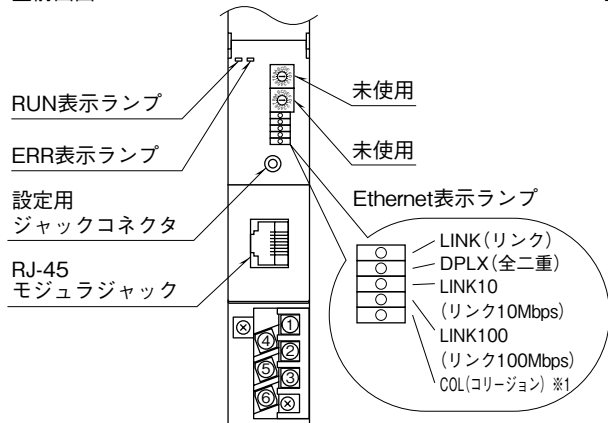 RUN表示ランプ
ERR表示ランプ
設定用
ジャックコネクタ
RJ-45
モジュラジャック
未使用
未使用
Ethernet表示ランプ
LINK(リンク)
DPLX(全二重)
LINK10
(リンク10Mbps)
LINK100
(リンク100Mbps)
COL(コリージョン) ※1
①
②
③
④
⑤
⑥